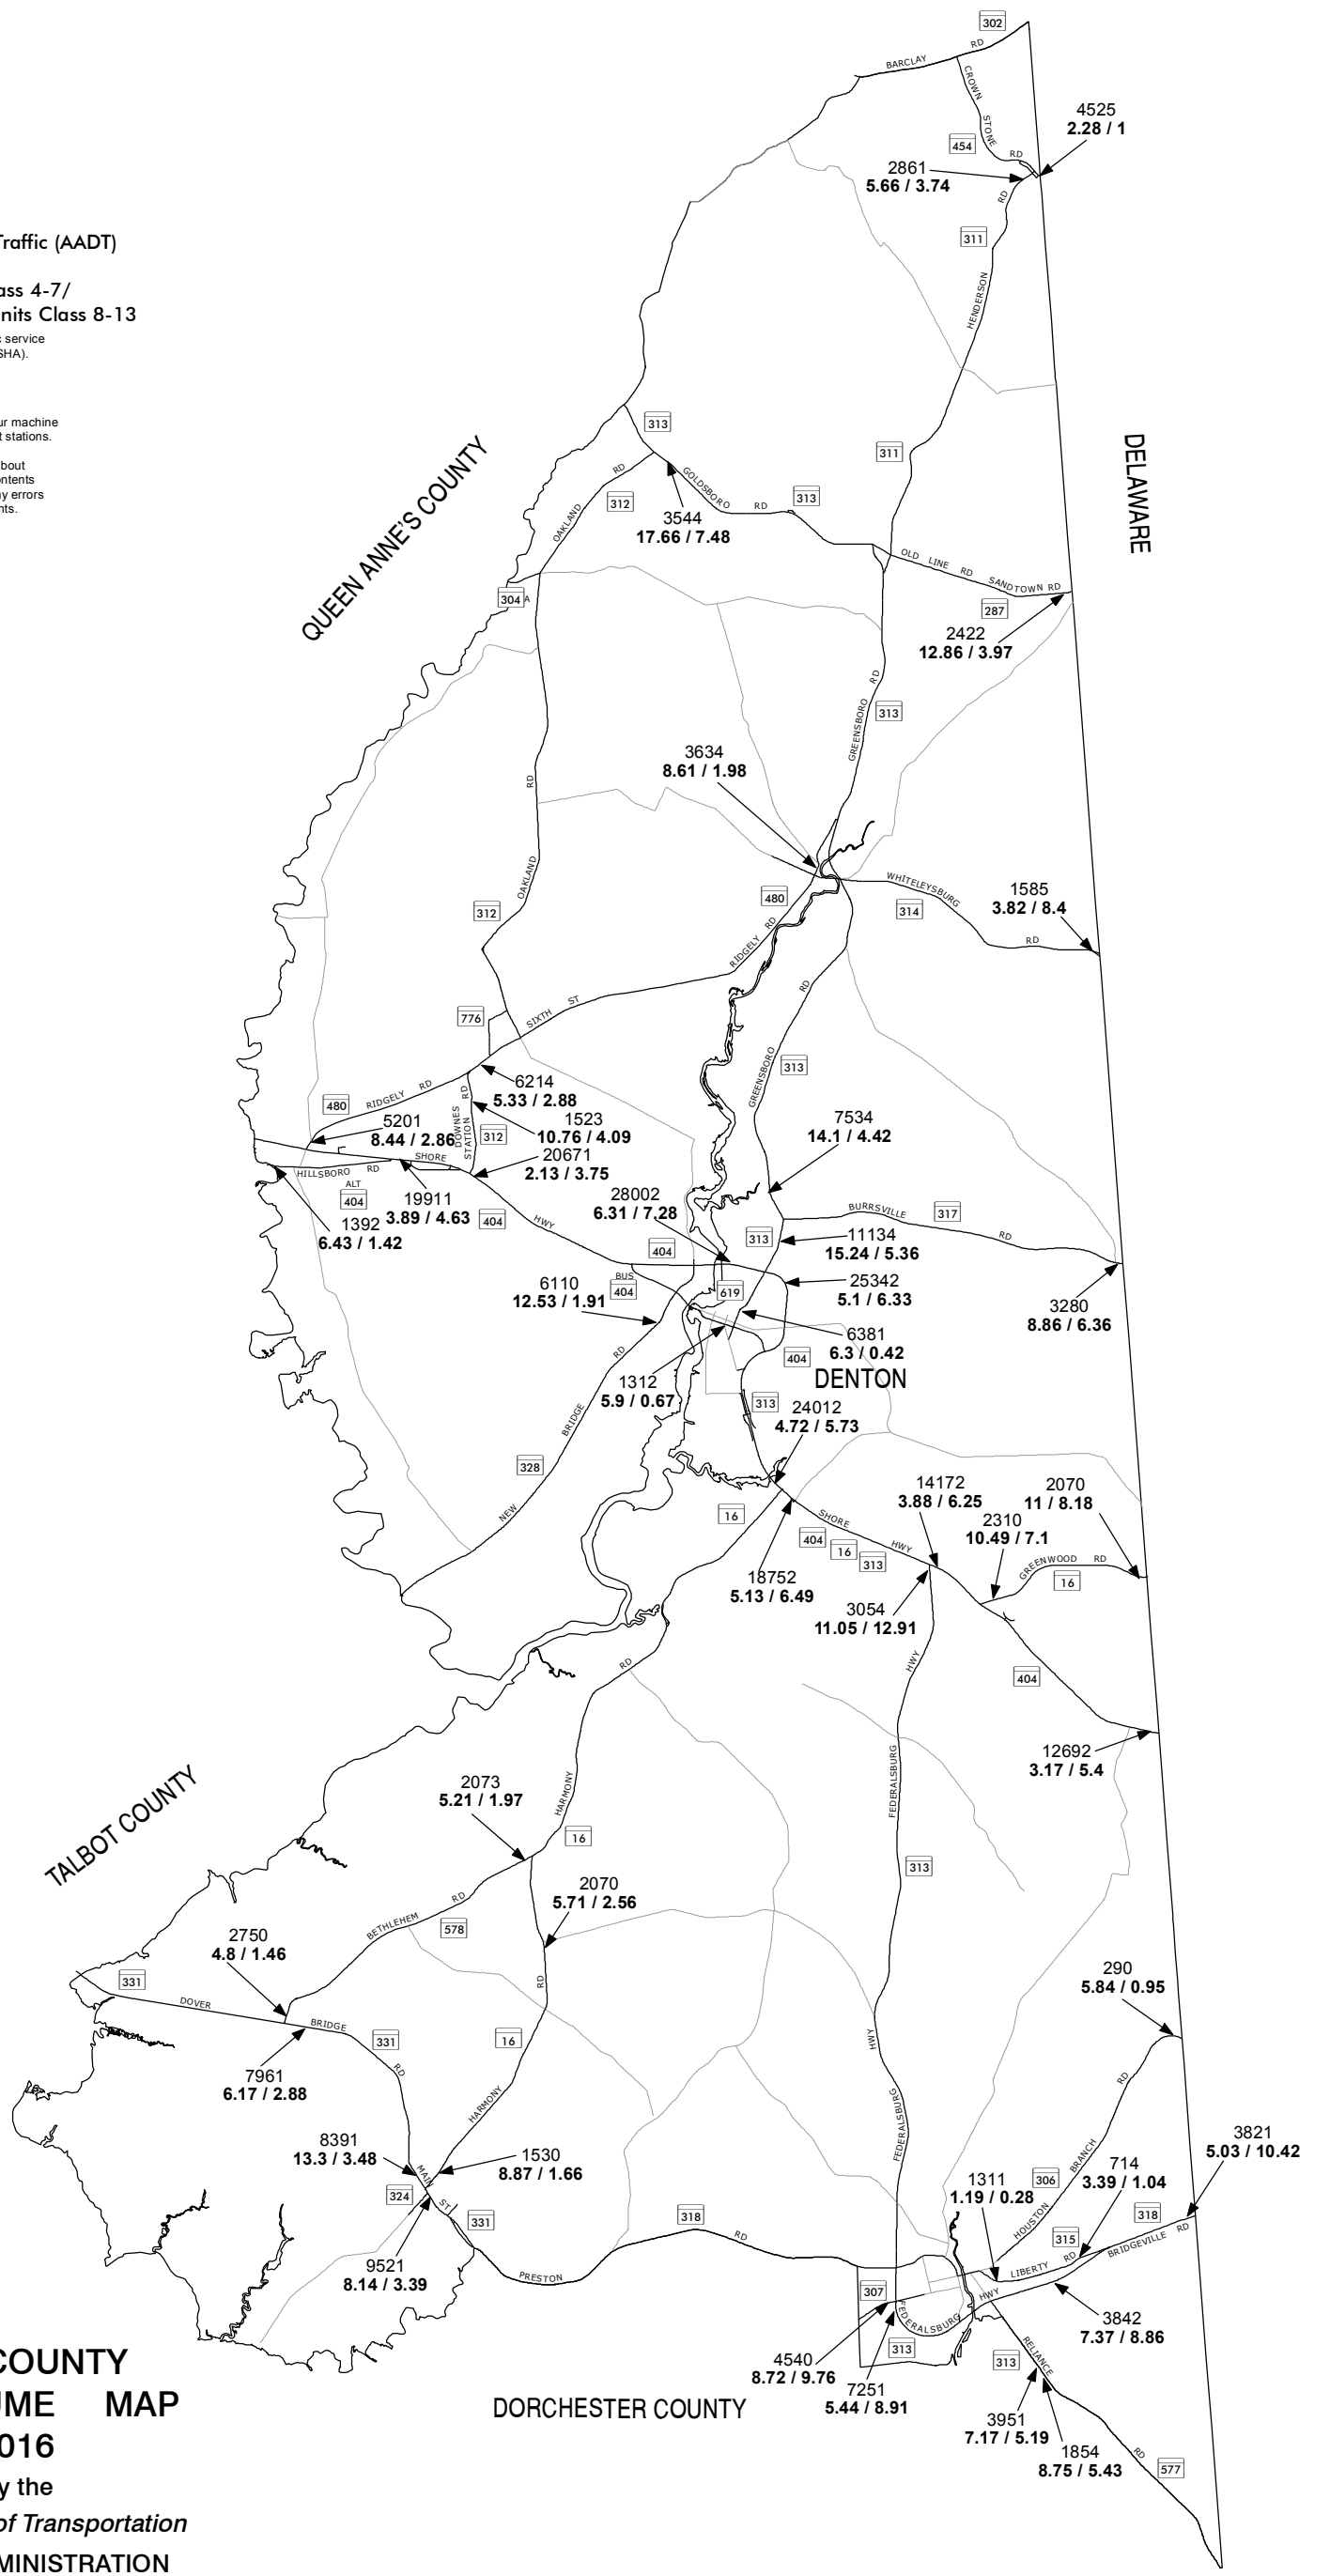 302
BARCLAY RD
CROWN STONE RD
4525
2.28 / 1
454
2861
5.66 / 3.74
RD
311
HENDERSON
Traffic (AADT)
ass 4-7/
nits Class 8-13
service
SHA).
ur machine
t stations.
bout
ntents
ny errors
nts.
QUEEN ANNE'S COUNTY
DELAWARE
313
311
OAKLAND RD
312
GOLDSBORO RD
313
3544
17.66 / 7.48
OLD LINE RD SANDTOWN RD
304 A
287
2422
12.86 / 3.97
GREENSBORO RD
313
3634
8.61 / 1.98
OAKLAND RD
312
480
WHITELEYSBURG RD
314
1585
3.82 / 8.4
RIDGELY RD
776
SIXTH ST
GREENSBORO RD
313
480
RIDGELY RD
6214
5.33 / 2.88
5201
8.44 / 2.86
DOWNES STATION RD
312
1523
10.76 / 4.09
20671
2.13 / 3.75
7534
14.1 / 4.42
HILLSBORO RD
SHORE HWY
ALT
404
19911
3.89 / 4.63
404
1392
6.43 / 1.42
28002
6.31 / 7.28
BURRSVILLE RD
317
313
11134
15.24 / 5.36
404
BUS
404
619
25342
5.1 / 6.33
6110
12.53 / 1.91
3280
8.86 / 6.36
6381
6.3 / 0.42
404
DENTON
1312
5.9 / 0.67
313
24012
4.72 / 5.73
NEW BRIDGE RD
328
16
SHORE HWY
404
16
313
14172
3.88 / 6.25
2070
11 / 8.18
2310
10.49 / 7.1
GREENWOOD RD
16
18752
5.13 / 6.49
3054
11.05 / 12.91
404
12692
3.17 / 5.4
TALBOT COUNTY
2073
5.21 / 1.97
HARMONY RD
16
FEDERALSBURG HWY
313
2070
5.71 / 2.56
BETHLEHEM RD
578
2750
4.8 / 1.46
331
DOVER BRIDGE RD
331
7961
6.17 / 2.88
HARMONY RD
16
290
5.84 / 0.95
FEDERALSBURG HWY
8391
13.3 / 3.48
MAIN ST
1530
8.87 / 1.66
324
331
9521
8.14 / 3.39
3821
5.03 / 10.42
1311
1.19 / 0.28
306
HOUSTON BRANCH RD
714
3.39 / 1.04
318
PRESTON RD
318
315
LIBERTY RD
BRIDGEVILLE RD
307
FEDERALSBURG HWY
313
3842
7.37 / 8.86
4540
8.72 / 9.76
7251
5.44 / 8.91
313
RELIANCE RD
3951
7.17 / 5.19
1854
8.75 / 5.43
577
DORCHESTER COUNTY
COUNTY
UME MAP
016
y the
of Transportation
MINISTRATION